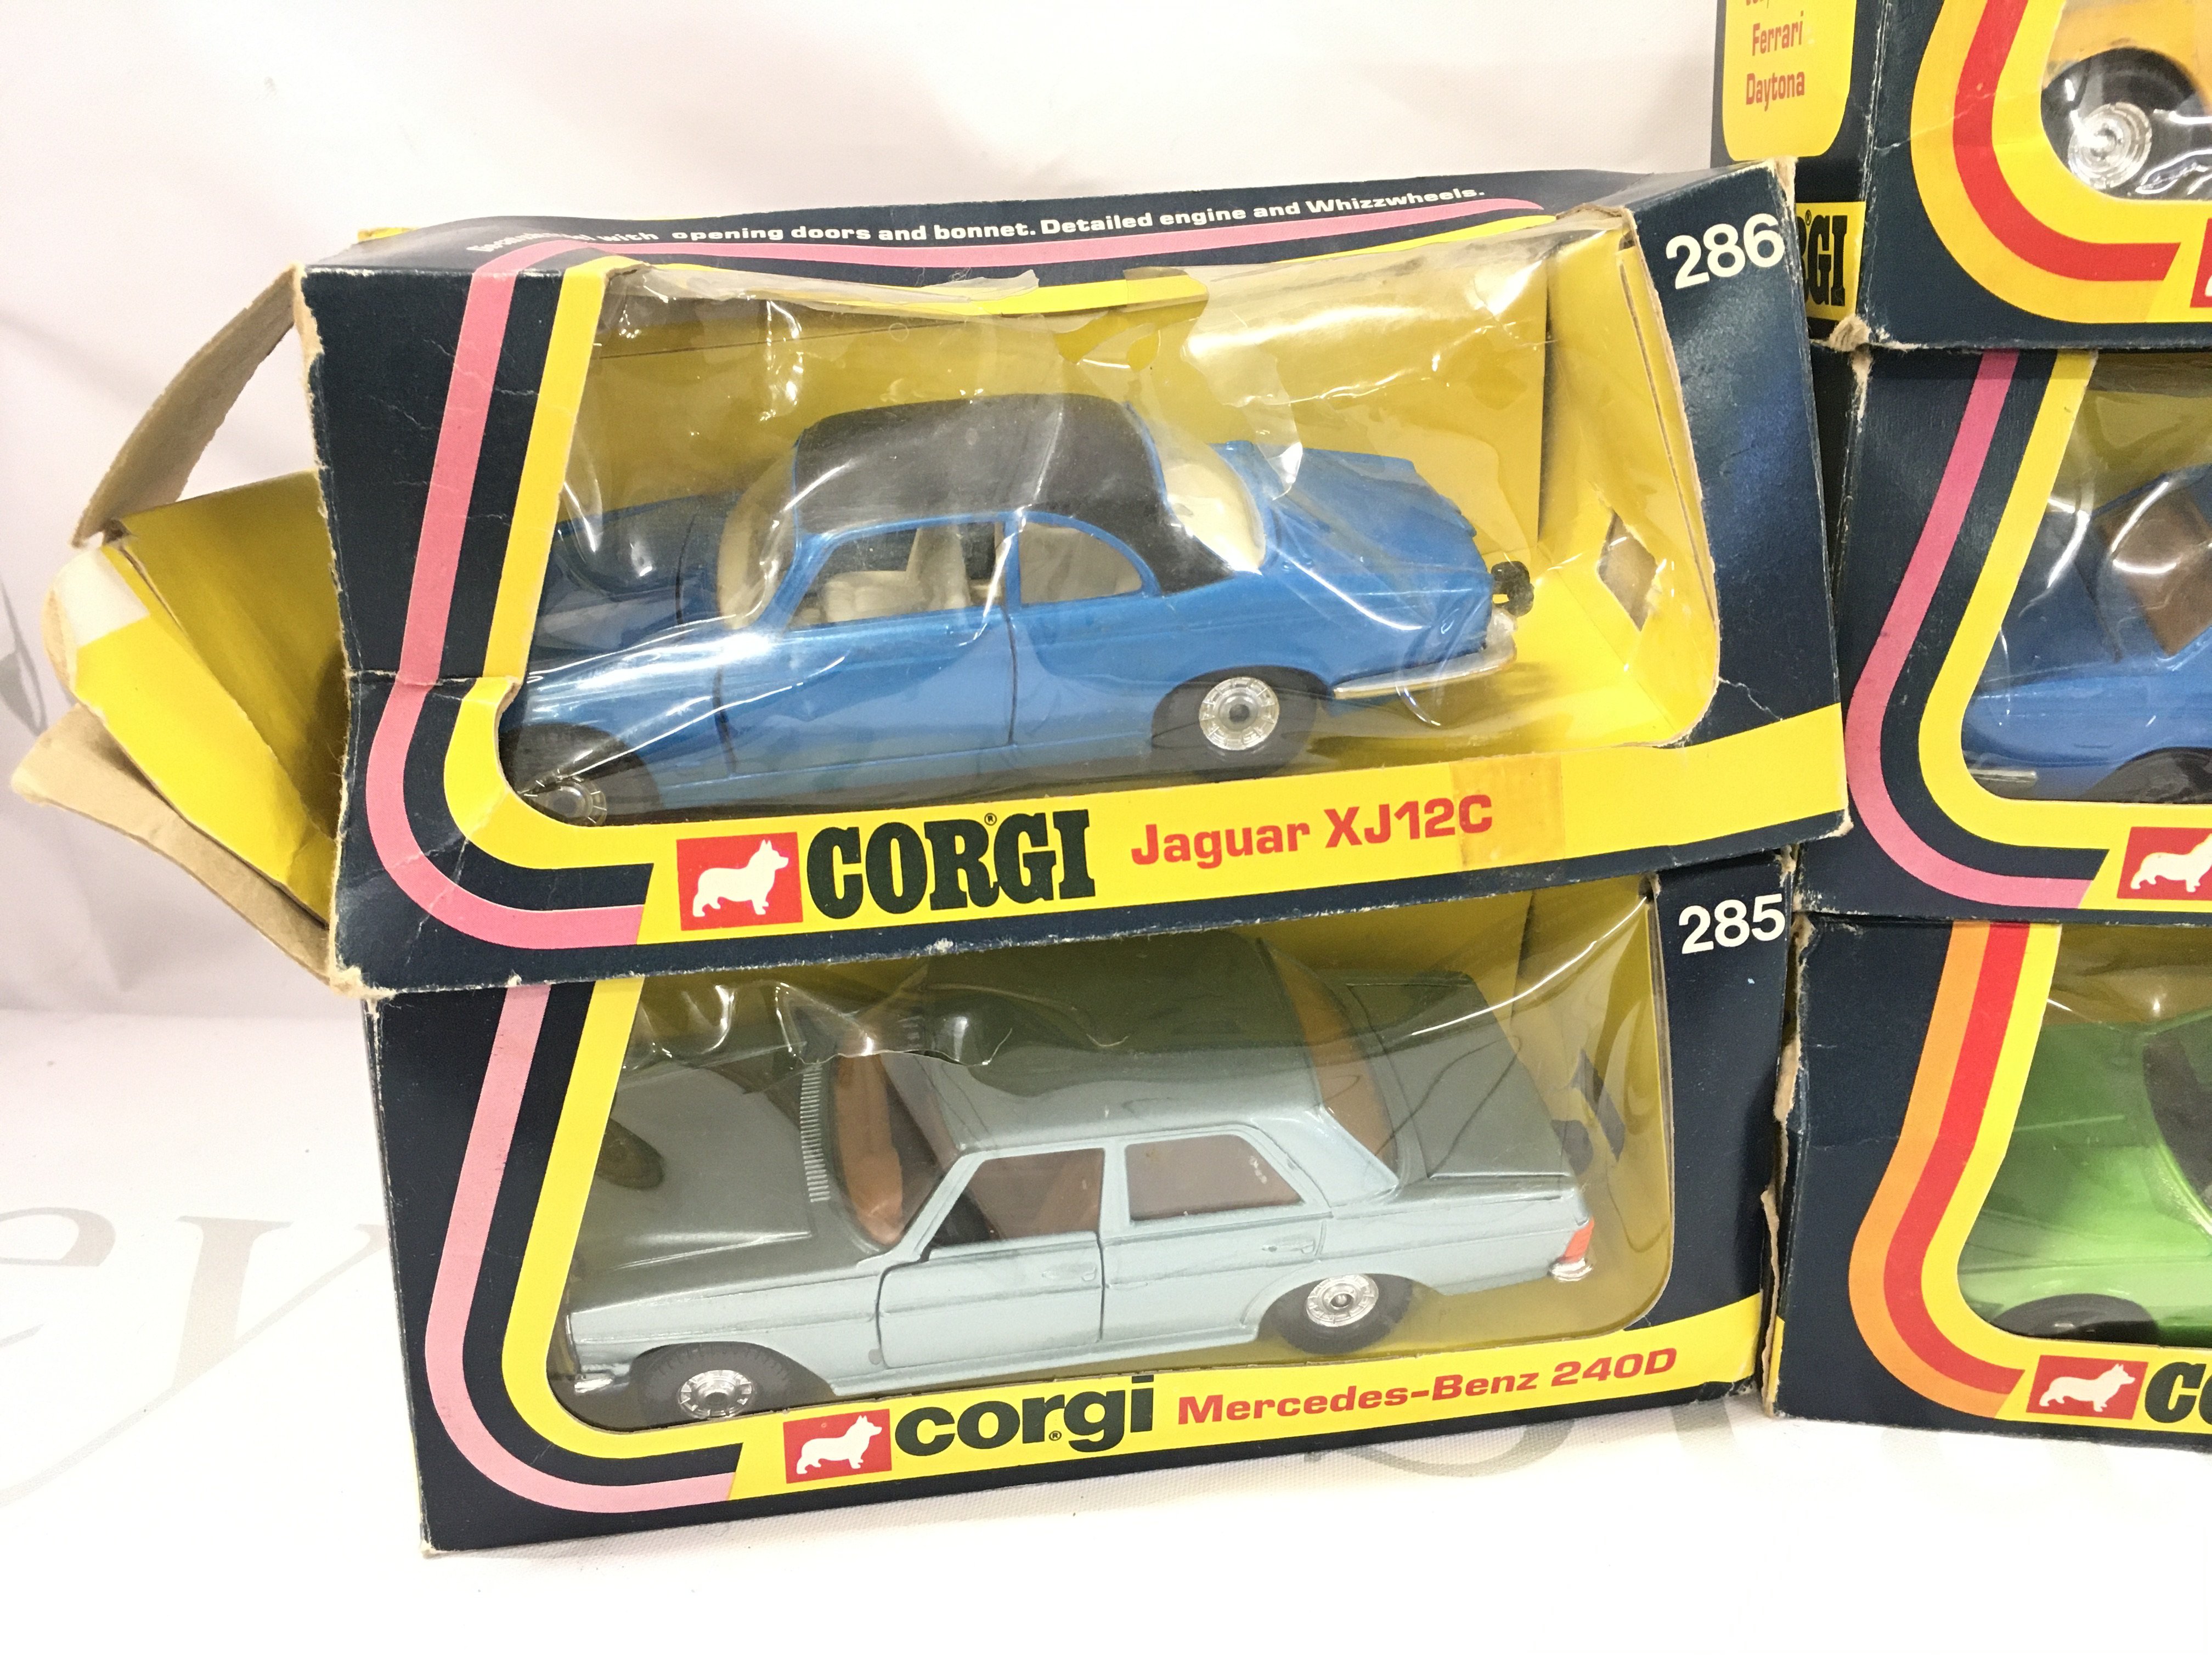 Ferrari
Daytona
with opening doors and bonnet. Detailed engine and Whizzwheels.
286
CORGI® Jaguar XJ12C
285
corgi® Mercedes-Benz 240D